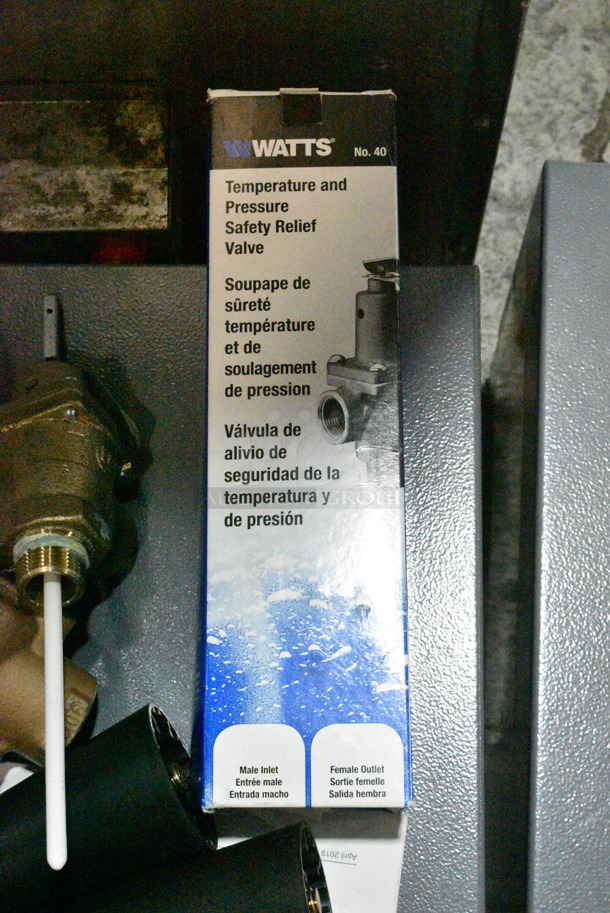 WATTS®
No. 40
Temperature and
Pressure
Safety Relief
Valve
Soupape de
sûreté
température
et de
soulagement
de pression
Válvula de
alivio de
seguridad de la
temperatura y
de presión
Male Inlet
Entrée male
Entrada macho
Female Outlet
Sortie femelle
Salida hembra
April 2019